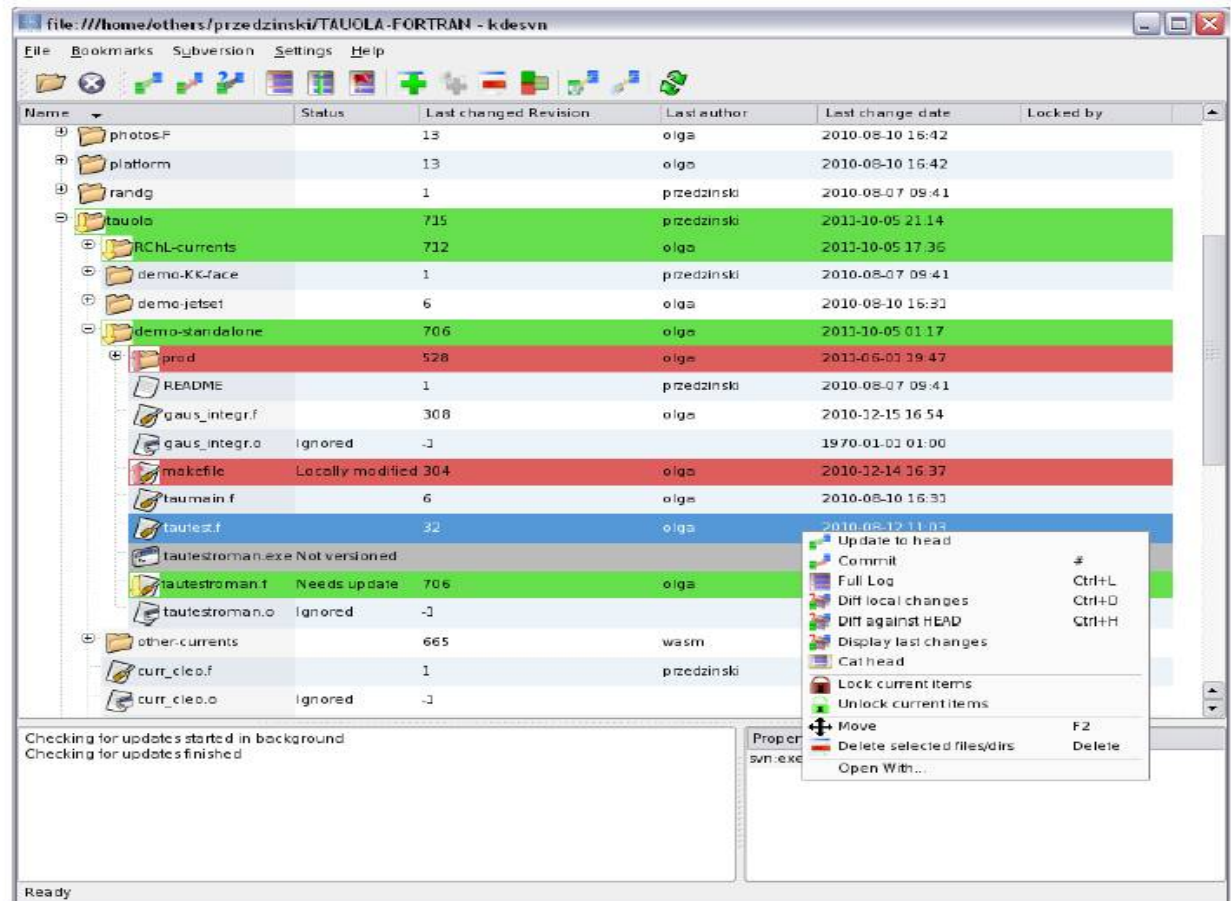 file:///home/others/przedzinski/TAUOLA-FORTRAN - kdesvn
File Bookmarks Subversion Settings Help
Name Status Last changed Revision Last author Last change date Locked by
photos-F 13 olga 2010-08-10 16:42
platform 13 olga 2010-08-10 16:42
randg 1 przedzinski 2010-08-07 09:41
tauola 715 przedzinski 2011-10-05 21:14
RChL-currents 712 olga 2011-10-05 17:36
demo-KK-face 1 przedzinski 2010-08-07 09:41
demo-jetset 6 olga 2010-08-10 16:31
demo-standalone 706 olga 2011-10-05 01:17
prod 528 olga 2011-06-01 19:47
README 1 przedzinski 2010-08-07 09:41
gaus_integr.f 308 olga 2010-12-15 16:54
gaus_integr.o Ignored -1 1970-01-01 01:00
makefile Locally modified 304 olga 2010-12-14 16:37
taumain.f 6 olga 2010-08-10 16:31
tautest.f 32 olga 2010-08-12 11:03
tautestroman.exe Not versioned
tautestroman.f Needs update 706 olga
tautestroman.o Ignored -1
other-currents 665 wasm
curr_cleo.f 1 przedzinski
curr_cleo.o Ignored -1
Update to head
Commit #
Full Log Ctrl+L
Diff local changes Ctrl+D
Diff against HEAD Ctrl+H
Display last changes
Cat head
Lock current items
Unlock current items
Move F2
Delete selected files/dirs Delete
Open With...
Checking for updates started in background
Checking for updates finished
Proper
svn:exe
Ready